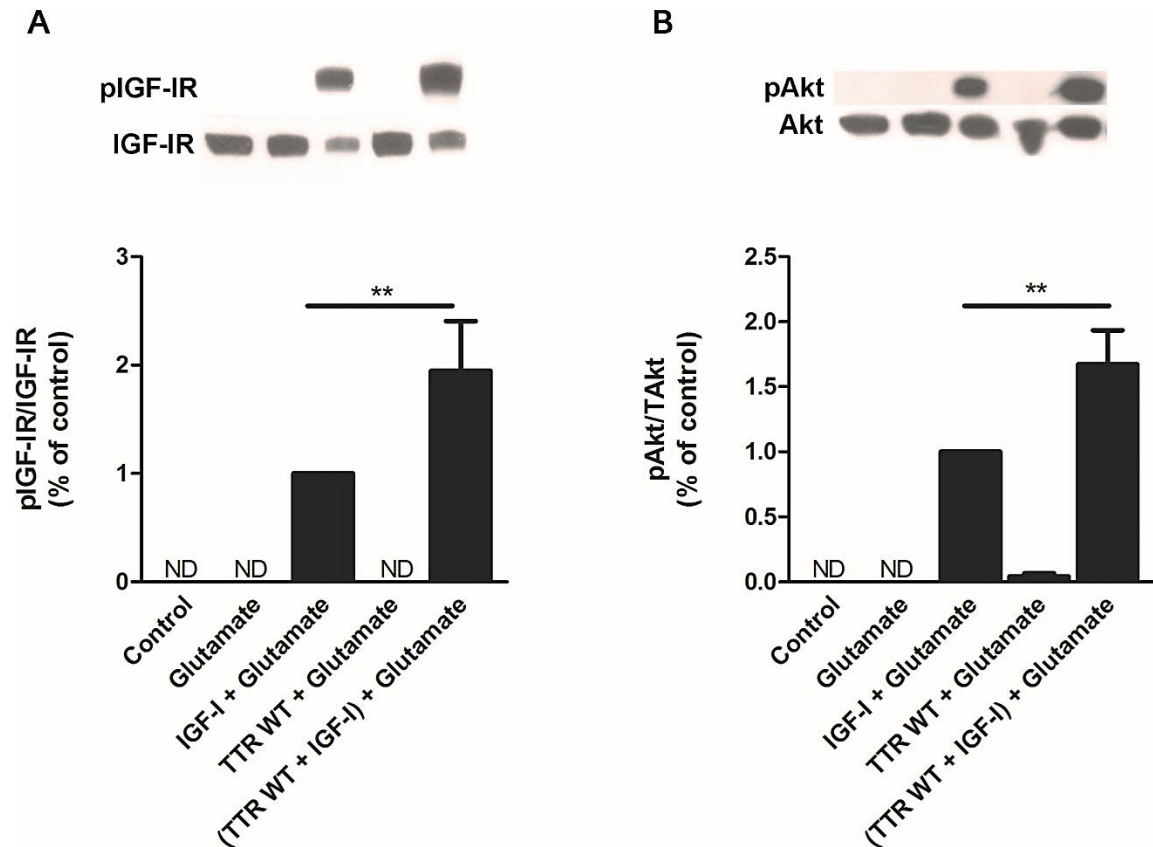 A
pIGF-IR
IGF-IR
3
2
1
0
pIGF-IR/IGF-IR
(% of control)
**
ND
ND
ND
Control
Glutamate
IGF-I + Glutamate
TTR WT + Glutamate
(TTR WT + IGF-I) + Glutamate
B
pAkt
Akt
2.5
2.0
1.5
1.0
0.5
0.0
pAkt/TAkt
(% of control)
**
ND
ND
Control
Glutamate
IGF-I + Glutamate
TTR WT + Glutamate
(TTR WT + IGF-I) + Glutamate